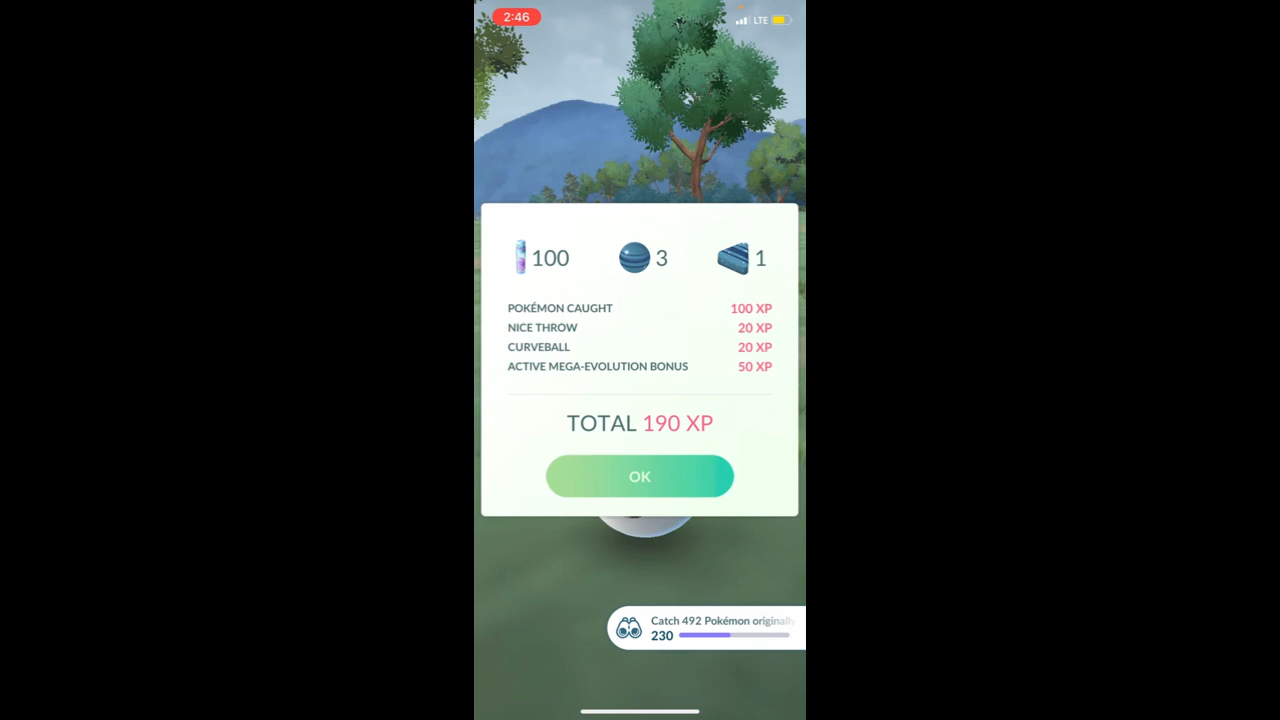 2:46
LTE
100
3
1
POKÉMON CAUGHT 100 XP
NICE THROW 20 XP
CURVEBALL 20 XP
ACTIVE MEGA-EVOLUTION BONUS 50 XP
TOTAL 190 XP
OK
Catch 492 Pokémon originally
230